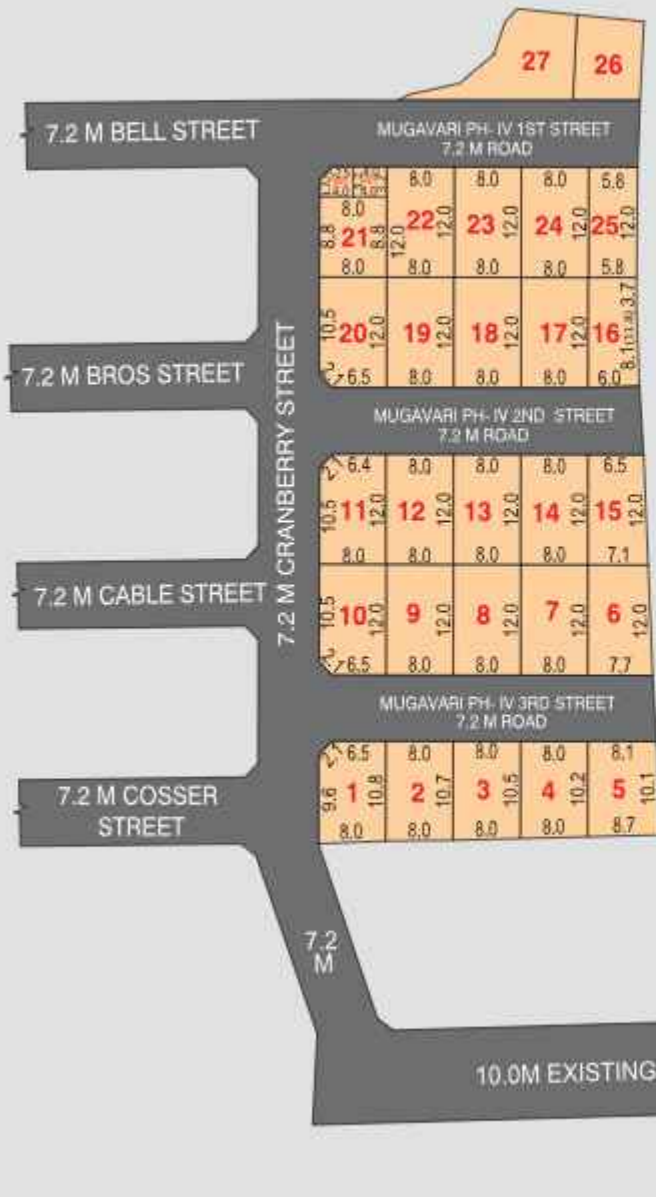 27 26
7.2 M BELL STREET
MUGAVARI PH- IV 1ST STREET
7.2 M ROAD
8.0 8.0 8.0 5.8
8.0
8.8 21 8.8 12.0 22 12.0 23 12.0 24 12.0 25 12.0
8.0 8.0 8.0 5.8
10.5 20 12.0 19 12.0 18 12.0 17 12.0 16 8.1 3.7
6.5 8.0 8.0 8.0 6.0
7.2 M BROS STREET
7.2 M CRANBERRY STREET
MUGAVARI PH- IV 2ND STREET
7.2 M ROAD
2.1 6.4 8.0 8.0 8.0 6.5
10.5 11 12.0 12 12.0 13 12.0 14 12.0 15 12.0
8.0 8.0 8.0 8.0 7.1
7.2 M CABLE STREET
10.5 10 12.0 9 12.0 8 12.0 7 12.0 6 12.0
6.5 8.0 8.0 8.0 7.7
MUGAVARI PH- IV 3RD STREET
7.2 M ROAD
2.1 6.5 8.0 8.0 8.0 8.1
9.6 1 10.8 2 10.7 3 10.5 4 10.2 5 10.1
8.0 8.0 8.0 8.0 8.7
7.2 M COSSER
STREET
7.2
M
10.0M EXISTING